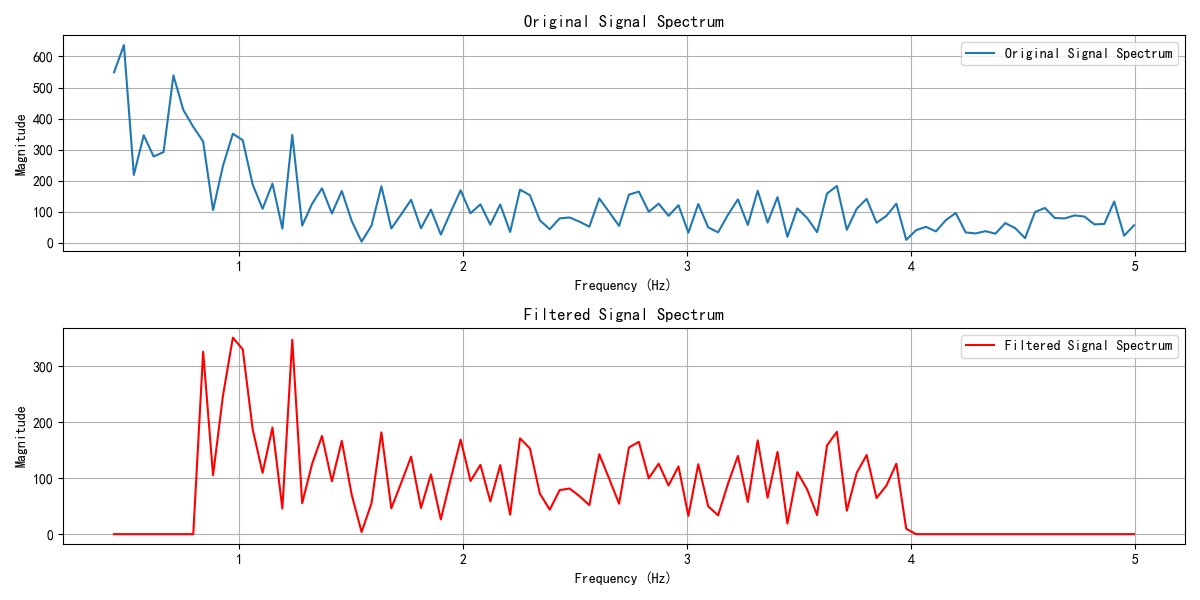 Original Signal Spectrum
600
500
400
300
200
100
0
Magnitude
Original Signal Spectrum
1 2 3 4 5
Frequency (Hz)
Filtered Signal Spectrum
300
200
100
0
Magnitude
Filtered Signal Spectrum
1 2 3 4 5
Frequency (Hz)